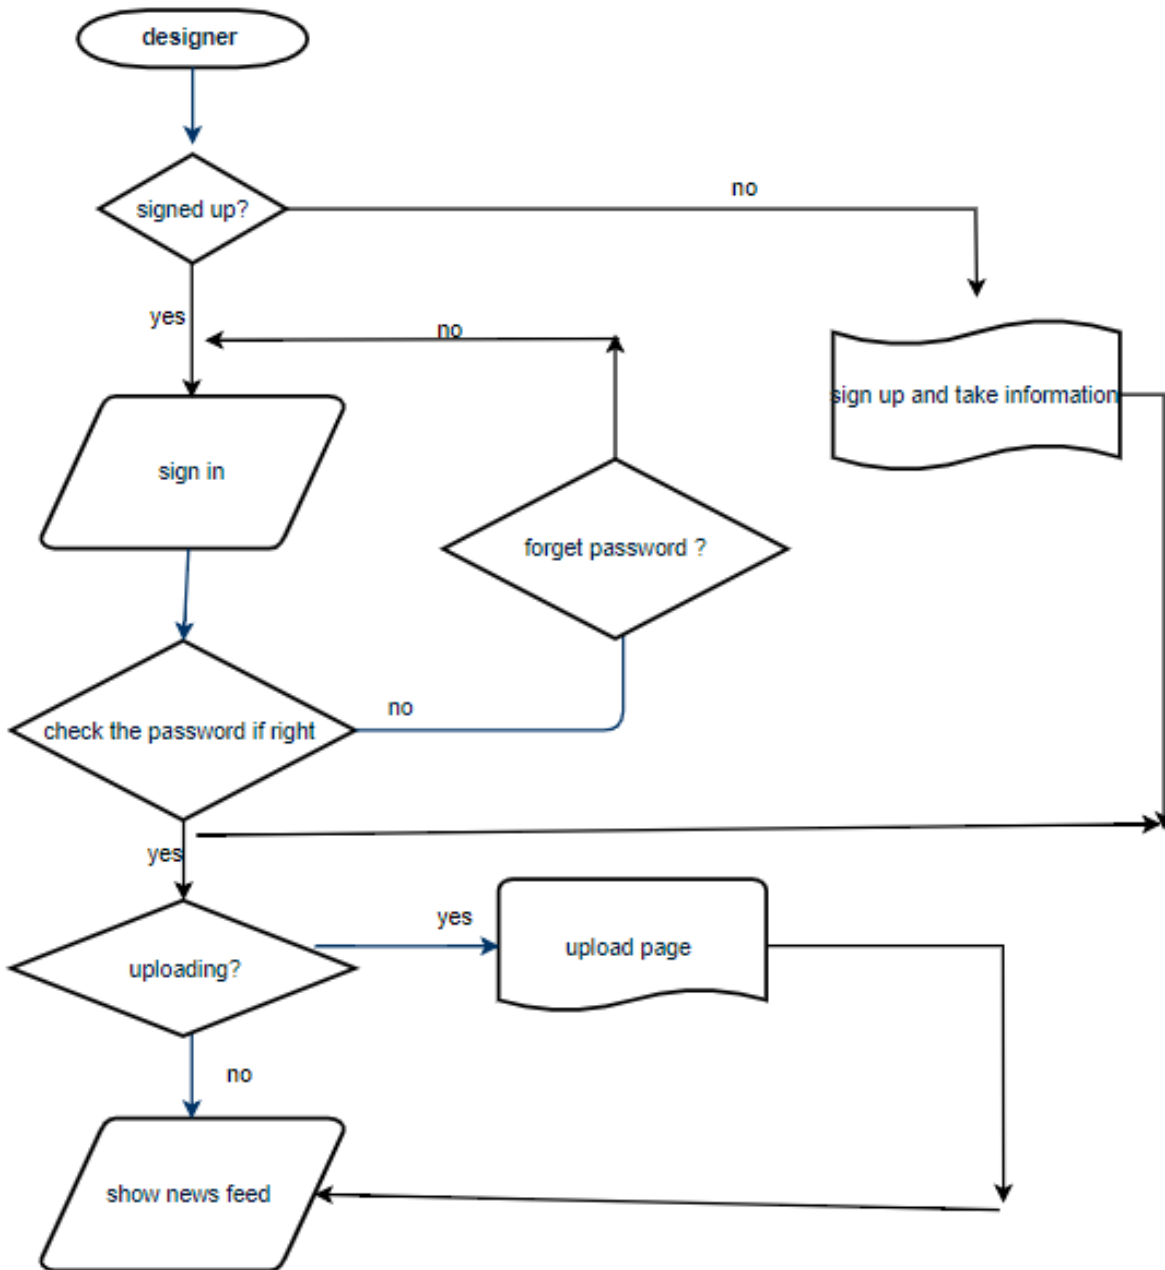 designer
signed up?
no
yes
no
sign up and take information
sign in
forget password ?
check the password if right
no
yes
yes
uploading?
upload page
no
show news feed